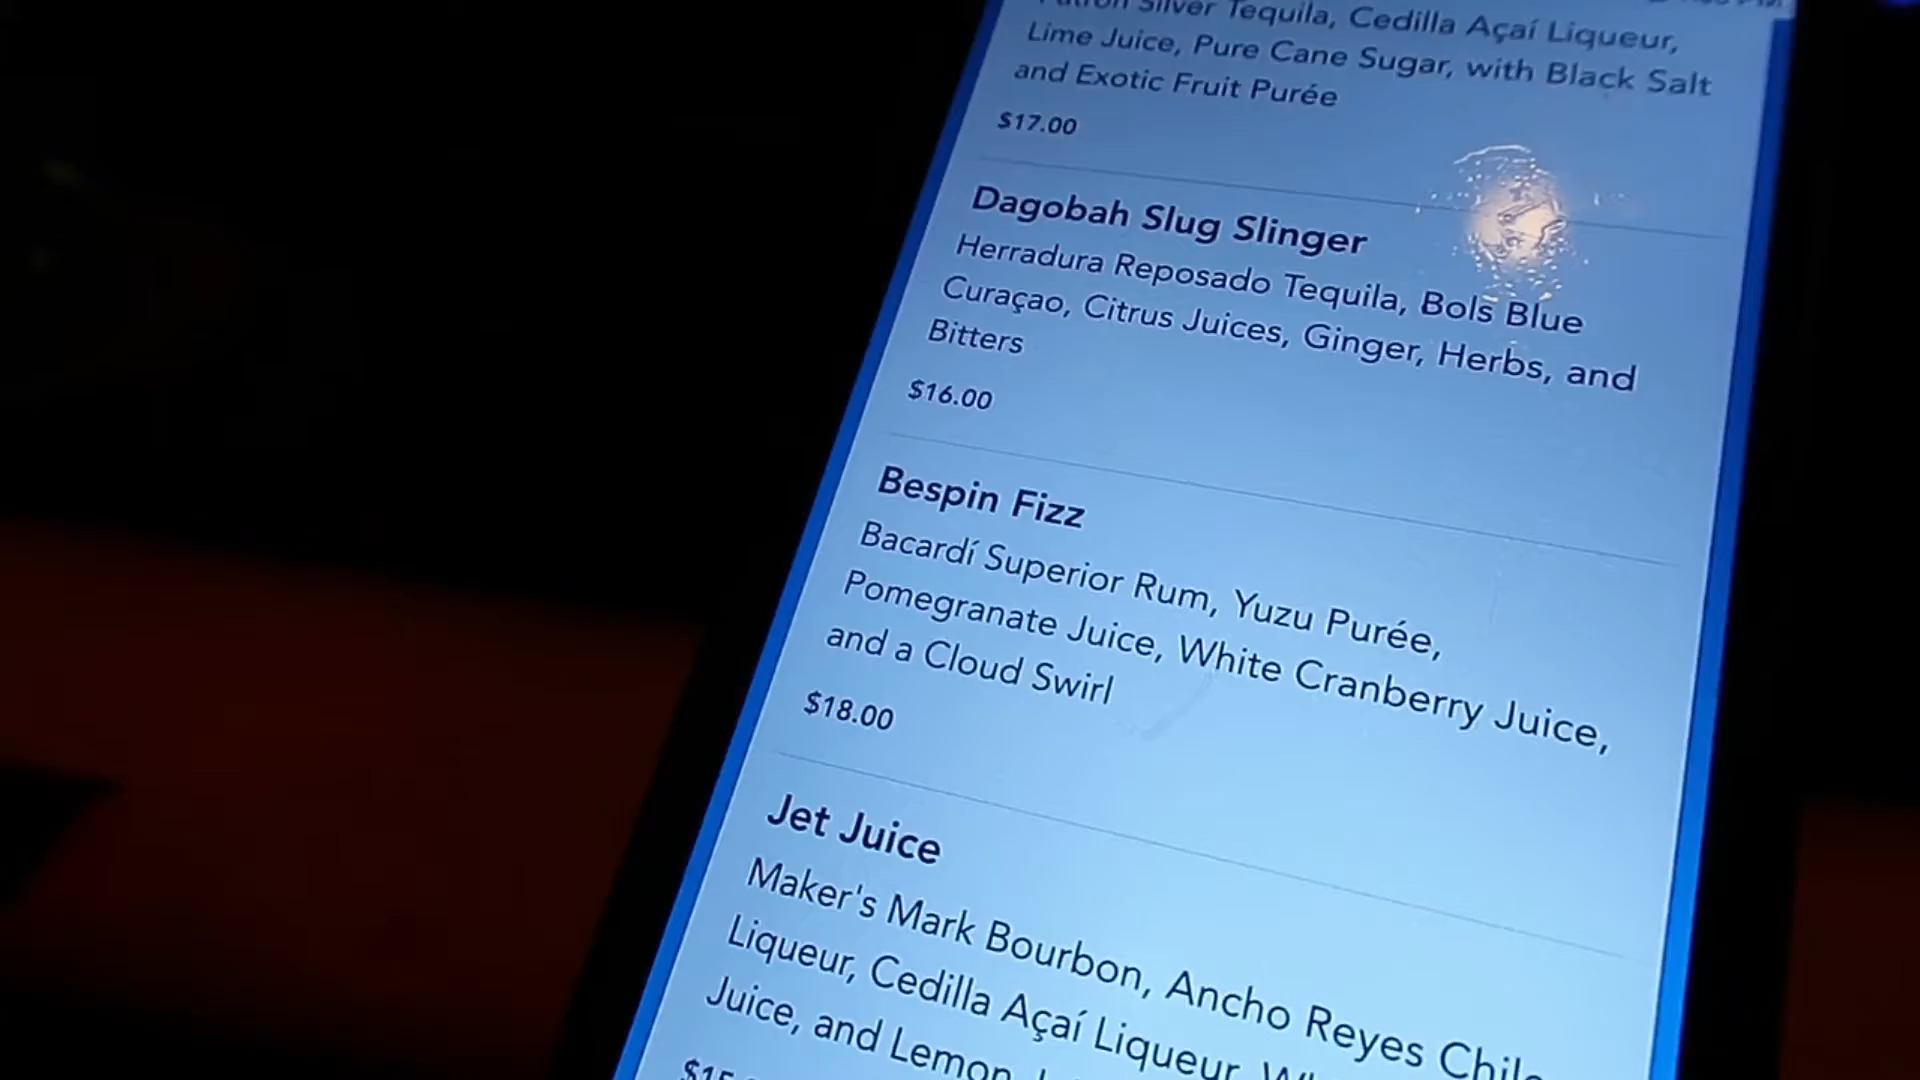 Silver Tequila, Cedilla Açaí Liqueur,
Lime Juice, Pure Cane Sugar, with Black Salt
and Exotic Fruit Purée
$17.00
Dagobah Slug Slinger
Herradura Reposado Tequila, Bols Blue
Curaçao, Citrus Juices, Ginger, Herbs, and
Bitters
$16.00
Bespin Fizz
Bacardí Superior Rum, Yuzu Purée,
Pomegranate Juice, White Cranberry Juice,
and a Cloud Swirl
$18.00
Jet Juice
Maker's Mark Bourbon, Ancho Reyes Chile
Liqueur, Cedilla Açaí Liqueur,
Juice, and Lemon